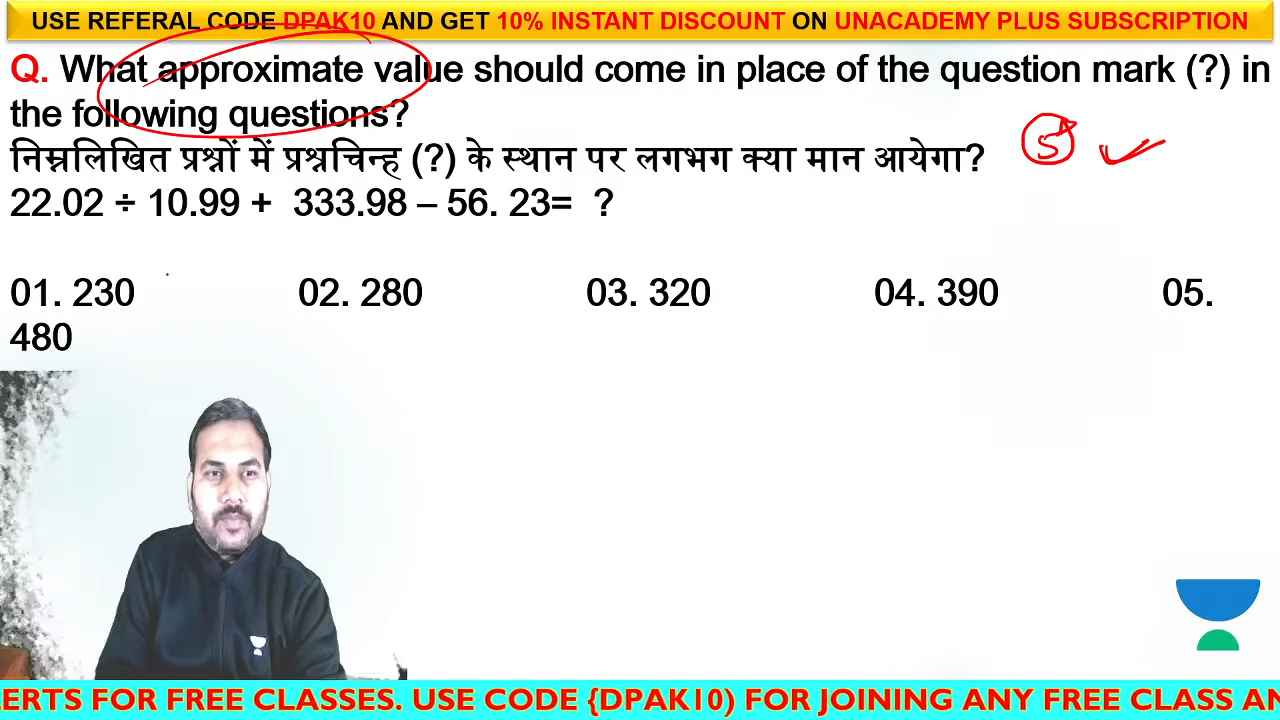 USE REFERAL CODE DPAK10 AND GET 10% INSTANT DISCOUNT ON UNACADEMY PLUS SUBSCRIPTION
Q. What approximate value should come in place of the question mark (?) in
the following questions?
निम्नलिखित प्रश्नों में प्रश्नचिन्ह (?) के स्थान पर लगभग क्या मान आयेगा?
5
22.02 ÷ 10.99 + 333.98 – 56. 23= ?
01. 230 02. 280 03. 320 04. 390 05.
480
ERTS FOR FREE CLASSES. USE CODE {DPAK10) FOR JOINING ANY FREE CLASS AN